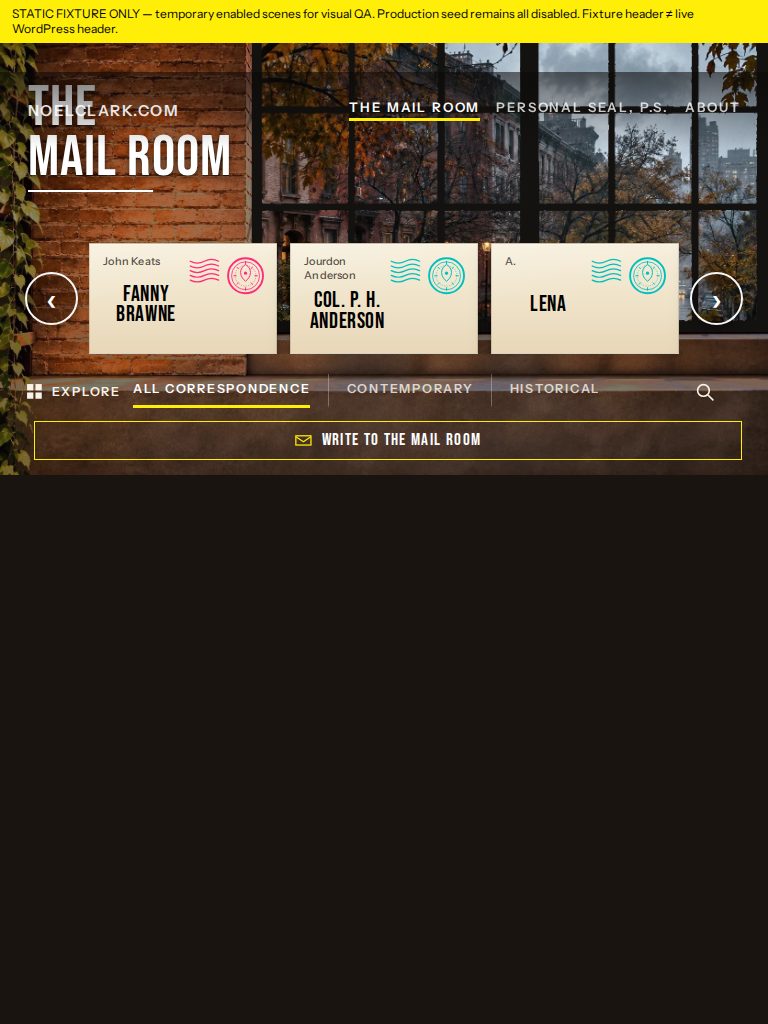 STATIC FIXTURE ONLY — temporary enabled scenes for visual QA. Production seed remains all disabled. Fixture header ≠ live
WordPress header.
THE
NOELCLARK.COM
THE MAIL ROOM PERSONAL SEAL, P.S. ABOUT
MAIL ROOM
John Keats
FANNY
BRAWNE
Jourdon
Anderson
COL. P. H.
ANDERSON
A.
LENA
EXPLORE ALL CORRESPONDENCE CONTEMPORARY HISTORICAL
WRITE TO THE MAIL ROOM